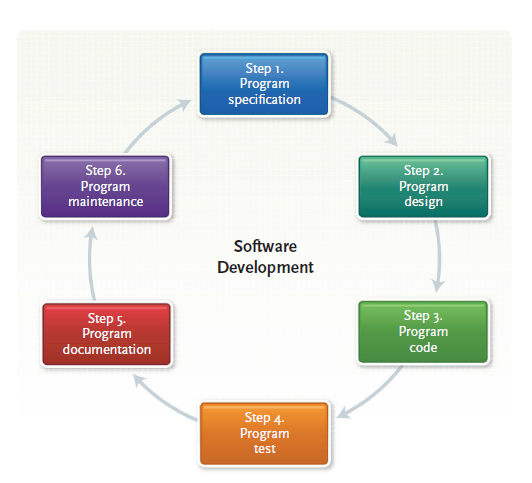 Step 1.
Program
specification
Step 2.
Program
design
Step 3.
Program
code
Step 4.
Program
test
Step 5.
Program
documentation
Step 6.
Program
maintenance
Software
Development